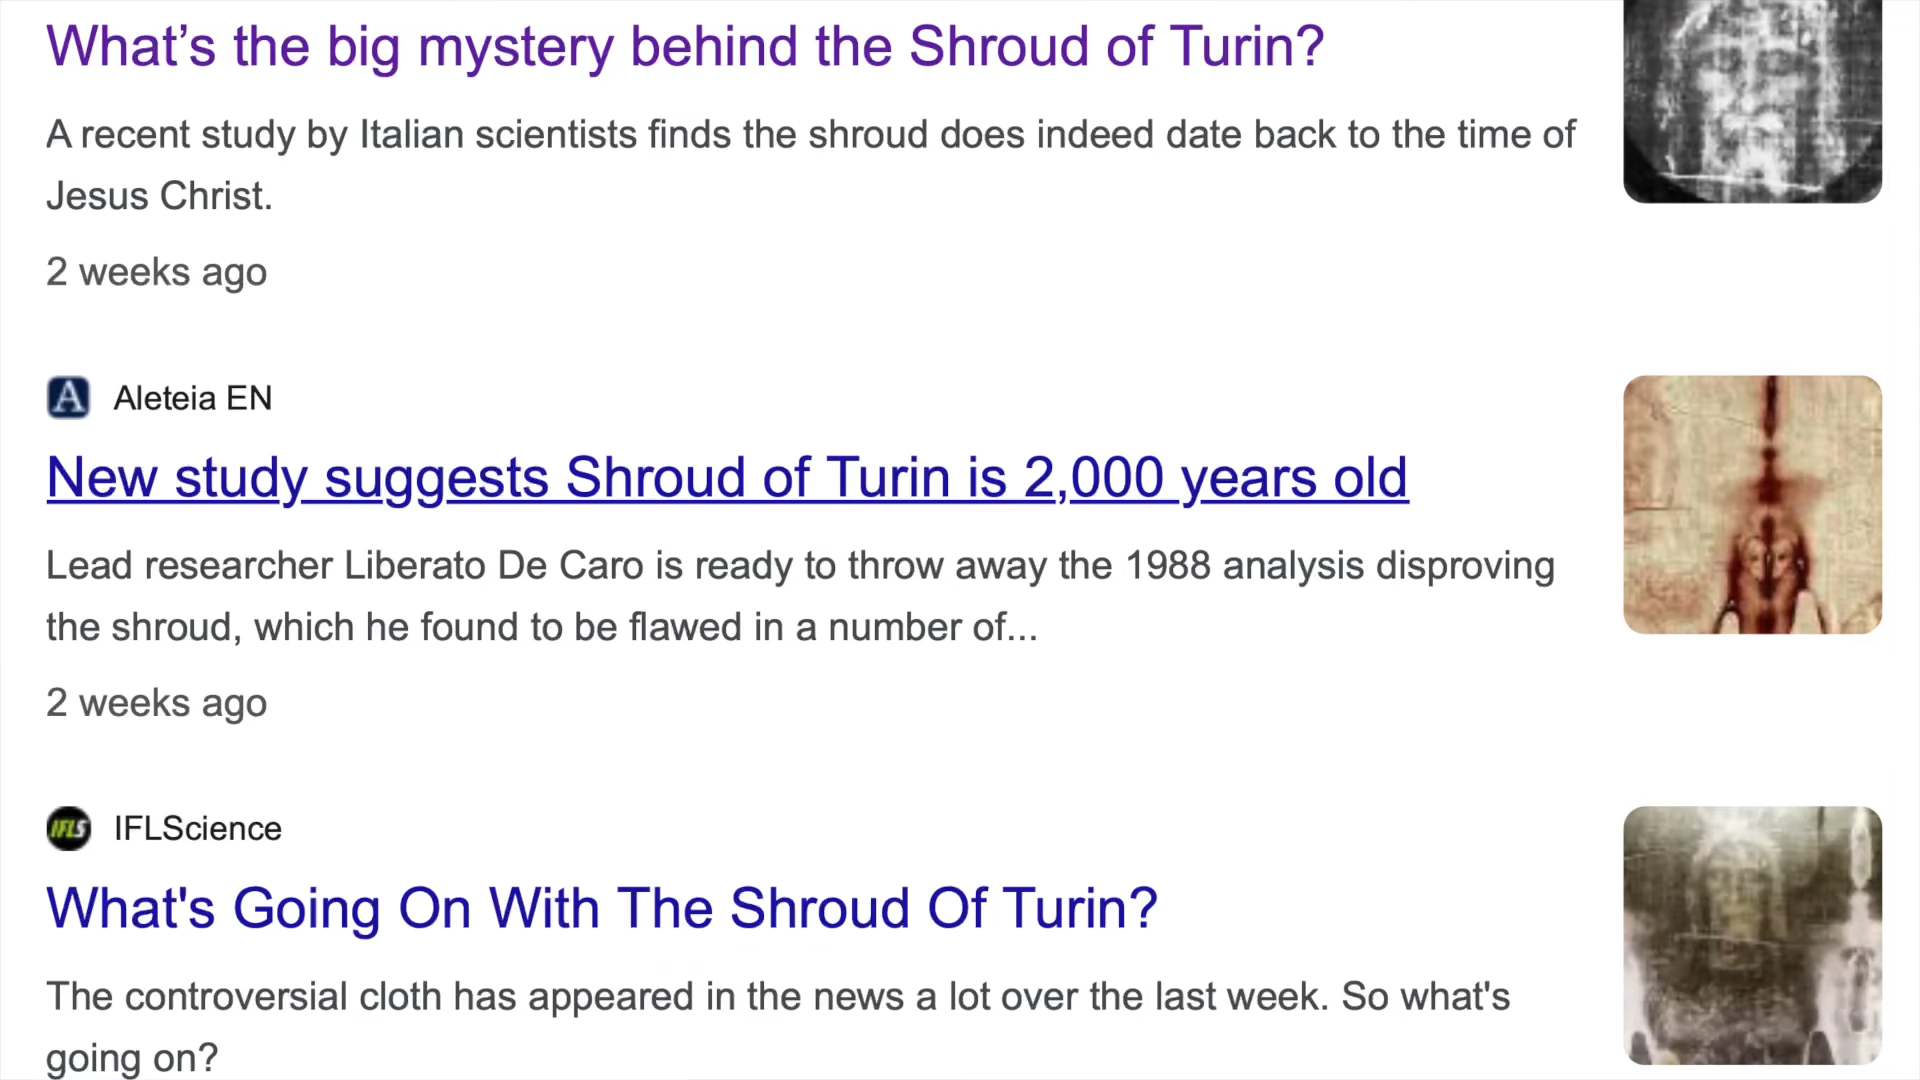 What’s the big mystery behind the Shroud of Turin?
A recent study by Italian scientists finds the shroud does indeed date back to the time of
Jesus Christ.
2 weeks ago
A Aleteia EN
New study suggests Shroud of Turin is 2,000 years old
Lead researcher Liberato De Caro is ready to throw away the 1988 analysis disproving
the shroud, which he found to be flawed in a number of...
2 weeks ago
IFLS IFLScience
What's Going On With The Shroud Of Turin?
The controversial cloth has appeared in the news a lot over the last week. So what's
going on?